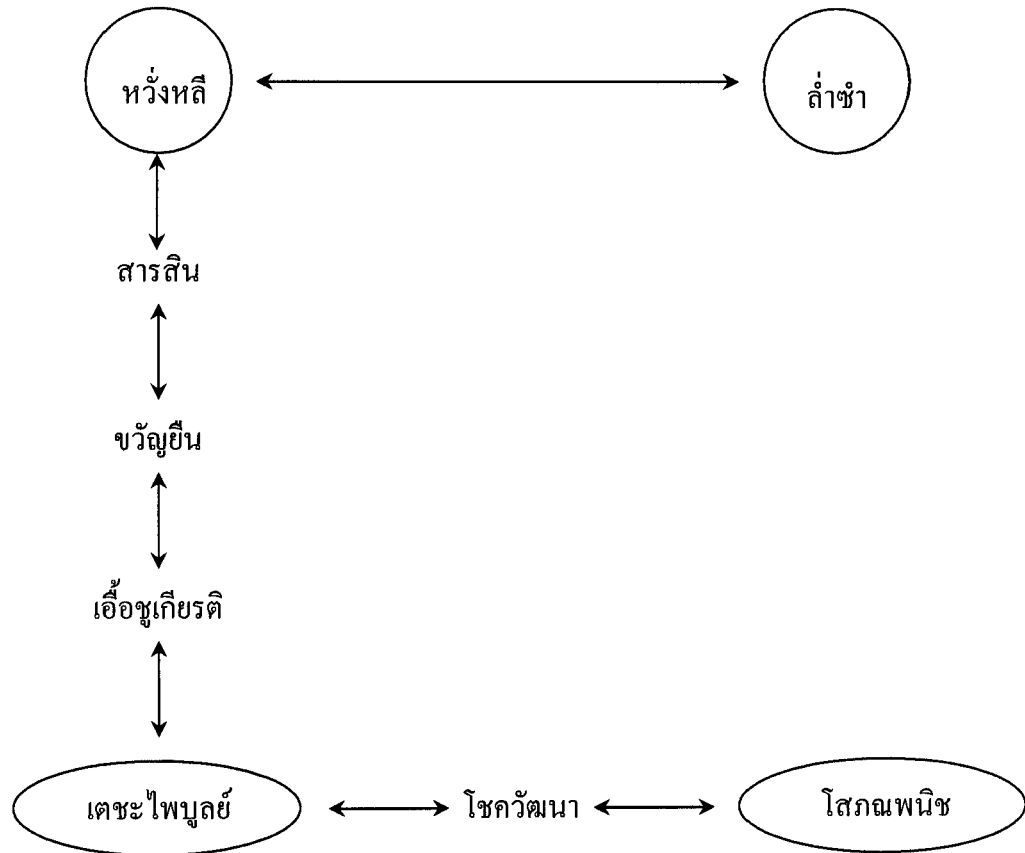 หวั่งหลี
ล่ำซำ
สารสิน
ขวัญยืน
เอื้อชูเกียรติ
เตชะไพบูลย์
โชควัฒนา
โสภณพนิช